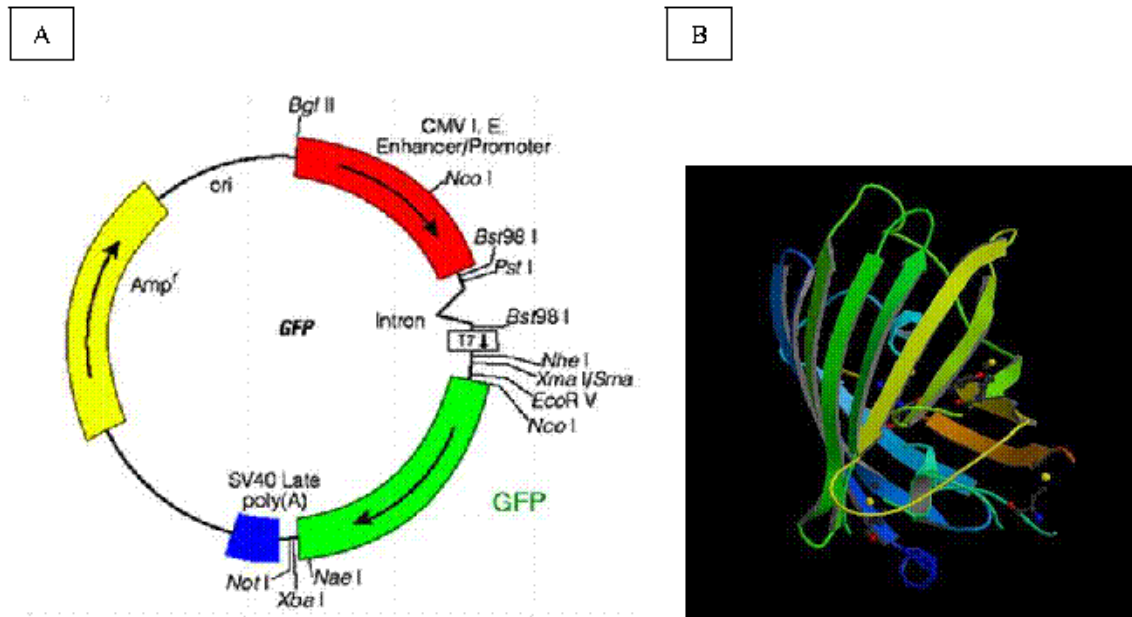 A
B
Bgl II
CMV I. E.
Enhancer/Promoter
Nco I
ori
Bst98 I
Pst I
Amp r
GFP
Intron
Bst98 I
T7
Nhe I
Xma I/Sma
EcoR V
Nco I
SV40 Late
poly(A)
GFP
Not I
Nae I
Xba I